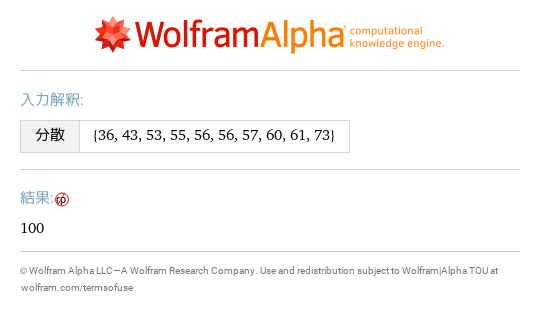 WolframAlpha computational
knowledge engine.
入力解釈:
分散 {36, 43, 53, 55, 56, 56, 57, 60, 61, 73}
結果:
100
© Wolfram Alpha LLC—A Wolfram Research Company. Use and redistribution subject to Wolfram|Alpha TOU at
wolfram.com/termsofuse